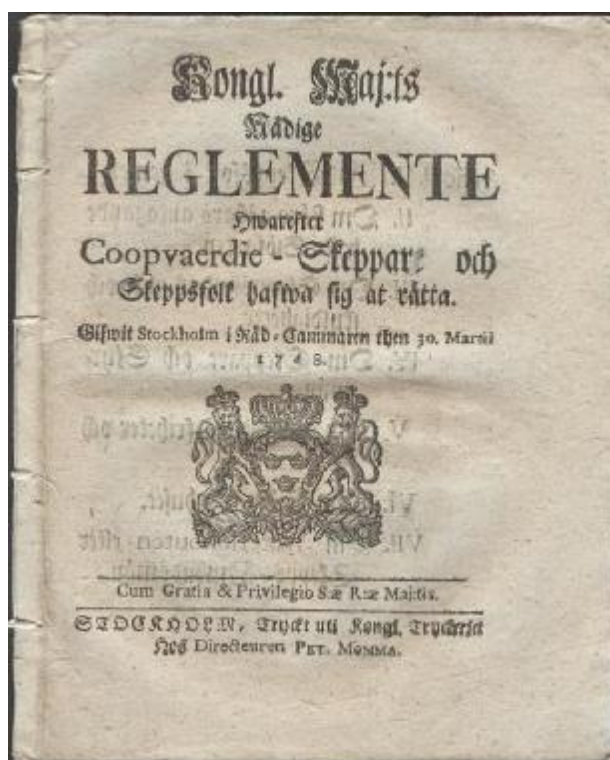 Kongl. Maj:ts
Nådige
REGLEMENTE
Hwarefter
Coopvaerdie - Skeppare och
Skeppsfolk hafwa sig at rätta.
Gifwit Stockholm i Råd-Cammaren then 30. Martii
1748.
Cum Gratia & Privilegio S:æ R:æ Maj:tis.
STOCKHOLM, Tryckt uti Kongl. Tryckeriet
Hos Directeuren PET. MOMMA.